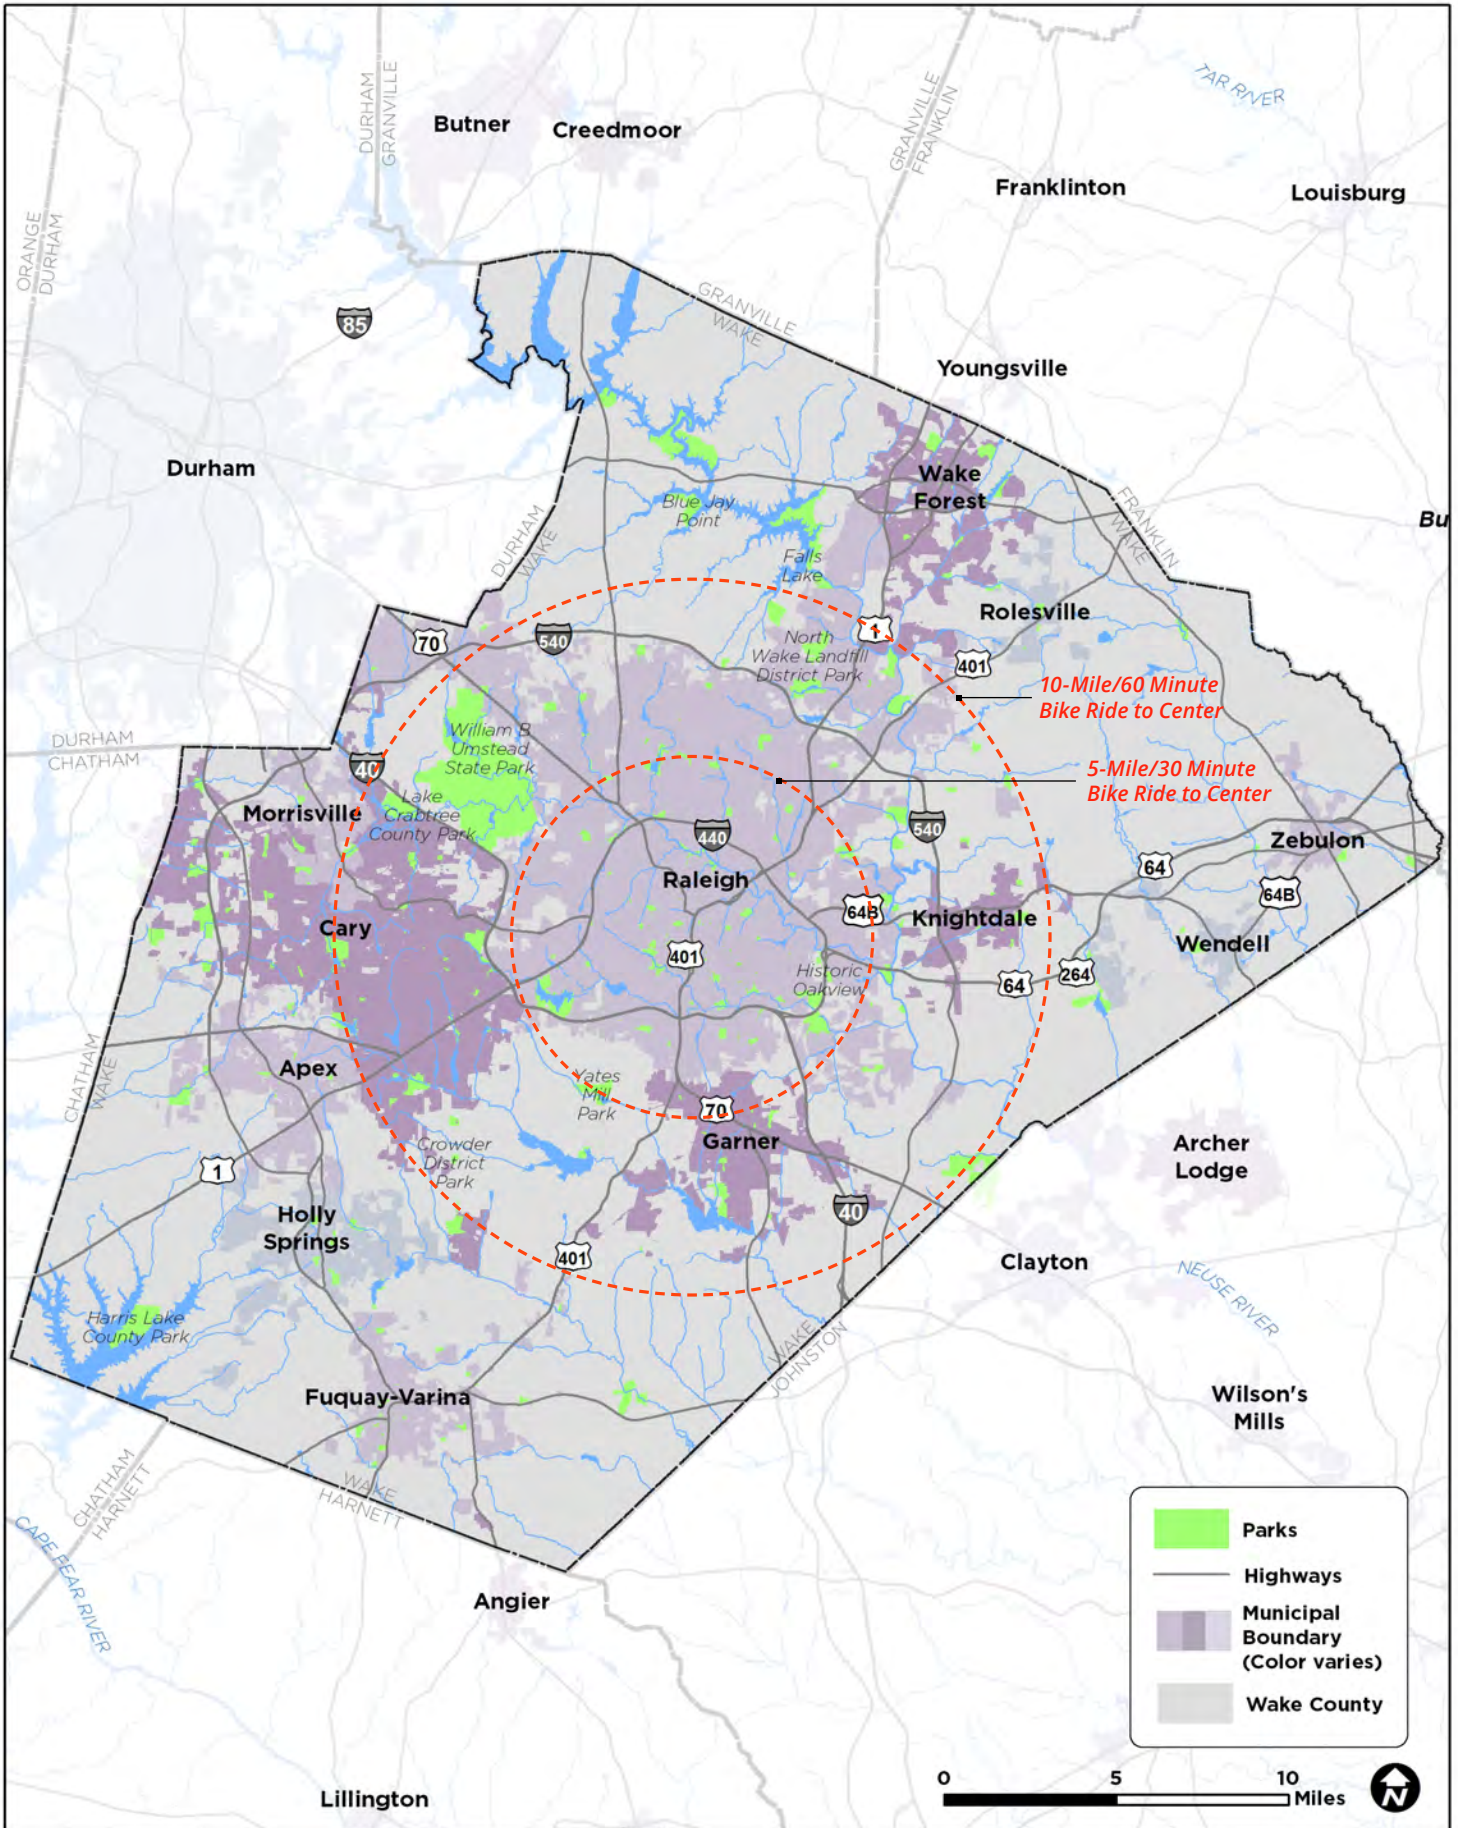 TAR RIVER
DURHAM
GRANVILLE
GRANVILLE
FRANKLIN
Butner
Creedmoor
Franklinton
Louisburg
ORANGE
DURHAM
85
GRANVILLE
WAKE
Youngsville
Durham
Wake
Forest
Blue Jay
Point
FRANKLIN
WAKE
Bu
DURHAM
WAKE
Falls
Lake
Rolesville
70
540
1
North
Wake Landfill
District Park
401
10-Mile/60 Minute
Bike Ride to Center
DURHAM
CHATHAM
William B
Umstead
State Park
40
5-Mile/30 Minute
Bike Ride to Center
Morrisville
Lake
Crabtree
County Park
440
540
Zebulon
64
Raleigh
64B
64B
Cary
Knightdale
Wendell
401
Historic
Oakview
64
264
CHATHAM
WAKE
Apex
Yates
Mill
Park
70
Garner
Crowder
District
Park
Archer
Lodge
1
Holly
Springs
40
401
Clayton
NEUSE RIVER
Harris Lake
County Park
WAKE
JOHNSTON
Fuquay-Varina
Wilson's
Mills
CHATHAM
HARNETT
WAKE
HARNETT
CAPE FEAR RIVER
Angier
Parks
Highways
Municipal
Boundary
(Color varies)
Wake County
0 5 10
Miles
N
Lillington